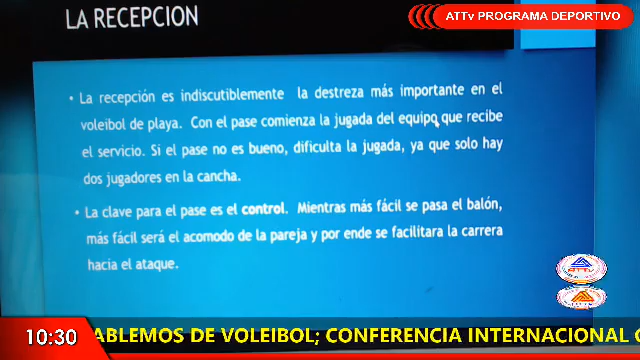 LA RECEPCION
ATTv PROGRAMA DEPORTIVO
• La recepción es indiscutiblemente la destreza más importante en el
voleibol de playa. Con el pase comienza la jugada del equipo que recibe
el servicio. Si el pase no es bueno, dificulta la jugada, ya que solo hay
dos jugadores en la cancha.
• La clave para el pase es el control. Mientras más fácil se pasa el balón,
más fácil será el acomodo de la pareja y por ende se facilitara la carrera
hacia el ataque.
ATTv
10:30
ABLEMOS DE VOLEIBOL; CONFERENCIA INTERNACIONAL